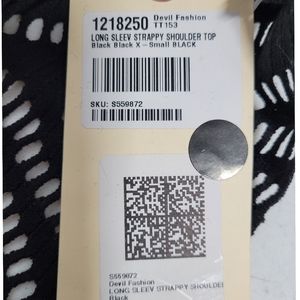 1218250 Devil Fashion
TT153
LONG SLEEV STRAPPY SHOULDER TOP
Black Black X-Small BLACK
SKU: S559872
S559872
Devil Fashion
LONG SLEEV STRAPPY SHOULDER
Black